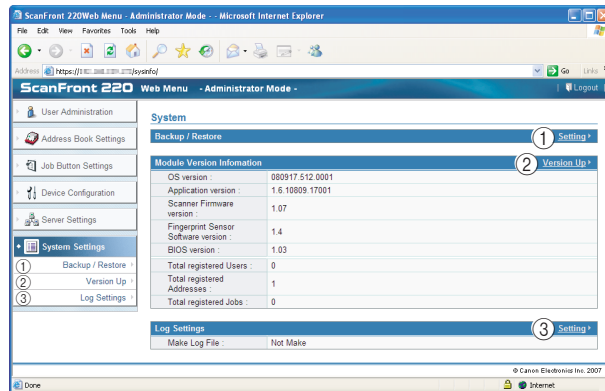 ScanFront 220Web Menu - Administrator Mode - - Microsoft Internet Explorer
File Edit View Favorites Tools Help
Address https:// /sysinfo/ Go Links
ScanFront 220 Web Menu - Administrator Mode - Logout
User Administration
Address Book Settings
Job Button Settings
Device Configuration
Server Settings
System Settings
① Backup / Restore
② Version Up
③ Log Settings
System
Backup / Restore ① Setting
Module Version Infomation ② Version Up
OS version : 080917.512.0001
Application version : 1.6.10809.17001
Scanner Firmware version : 1.07
Fingerprint Sensor Software version : 1.4
BIOS version : 1.03
Total registered Users : 0
Total registered Addresses : 1
Total registered Jobs : 0
Log Settings ③ Setting
Make Log File : Not Make
© Canon Electronics Inc. 2007
Done Internet